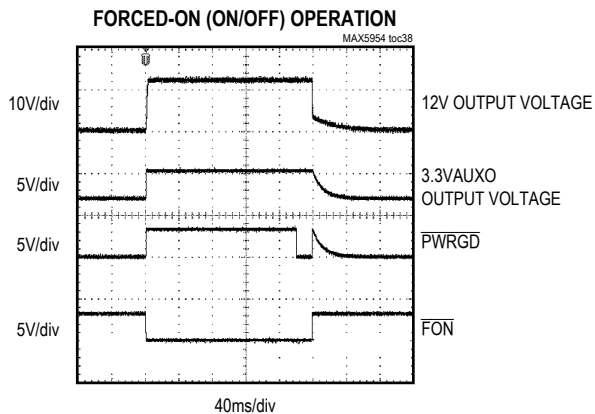 FORCED-ON (ON/OFF) OPERATION
MAX5954 toc38
10V/div
12V OUTPUT VOLTAGE
5V/div
3.3VAUXO
OUTPUT VOLTAGE
5V/div
PWRGD
5V/div
FON
40ms/div